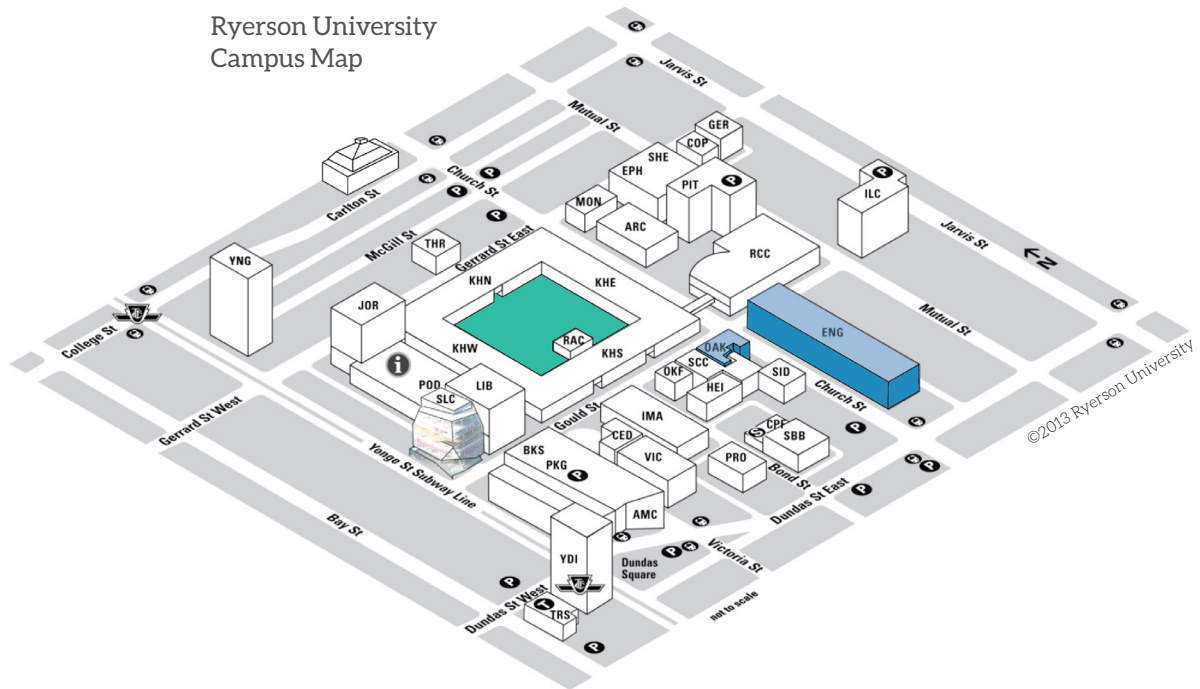 Ryerson University
Campus Map
Jarvis St
Mutual St
GER
COP
SHE
EPH
PIT
P
ILC
P
Church St
P
P
Carlton St
MON
ARC
P
McGill St
THR
Gerrard St East
RCC
Jarvis St
N
YNG
KHN
KHE
JOR
College St
RAC
KHW
KHS
ENG
Mutual St
OAK
SCC
OKF
HEI
SID
i
POD
LIB
SLC
Church St
©2013 Ryerson University
Gould St
IMA
Gerrard St West
CED
VIC
BKS
PKG
P
S
CPF
SBB
PRO
P
Bond St
P
Yonge St Subway Line
AMC
Dundas St East
P
Bay St
YDI
Victoria St
Dundas
Square
P
P
Dundas St West
T
TRS
not to scale
P